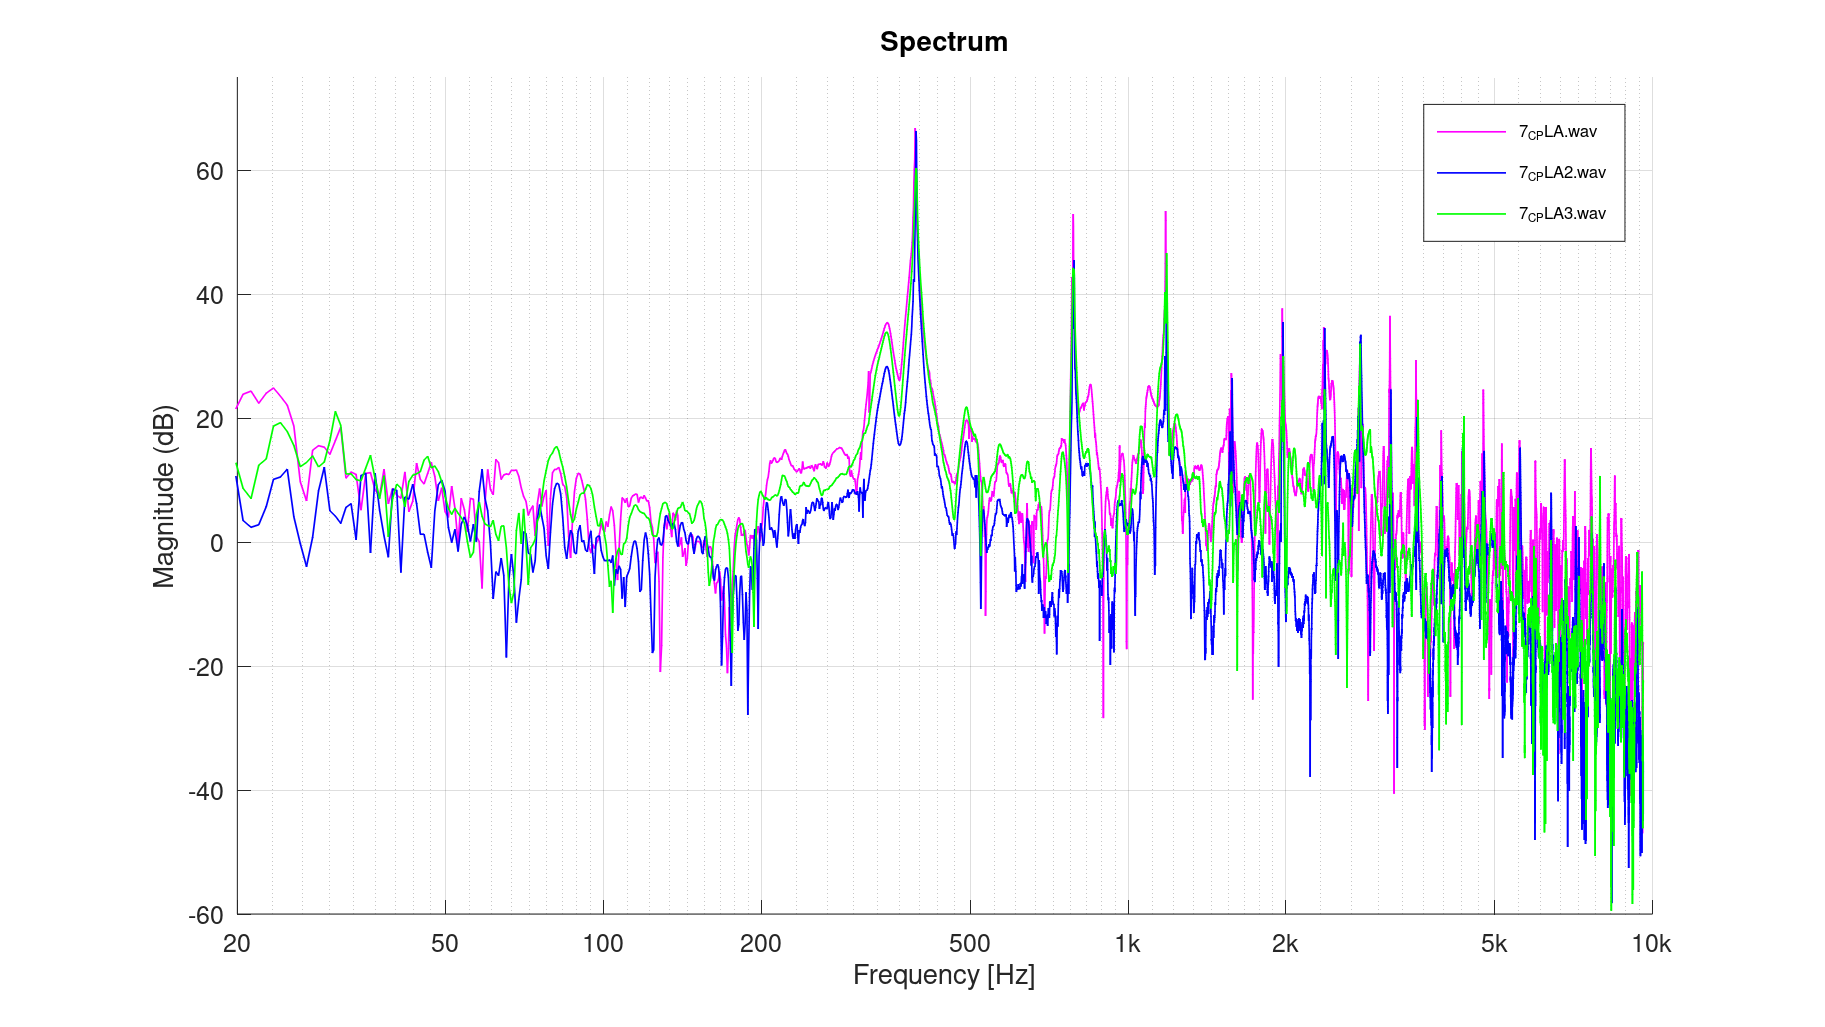 Spectrum
7CPLA.wav
7CPLA2.wav
7CPLA3.wav
Magnitude (dB)
60
40
20
0
-20
-40
-60
20 50 100 200 500 1k 2k 5k 10k
Frequency [Hz]